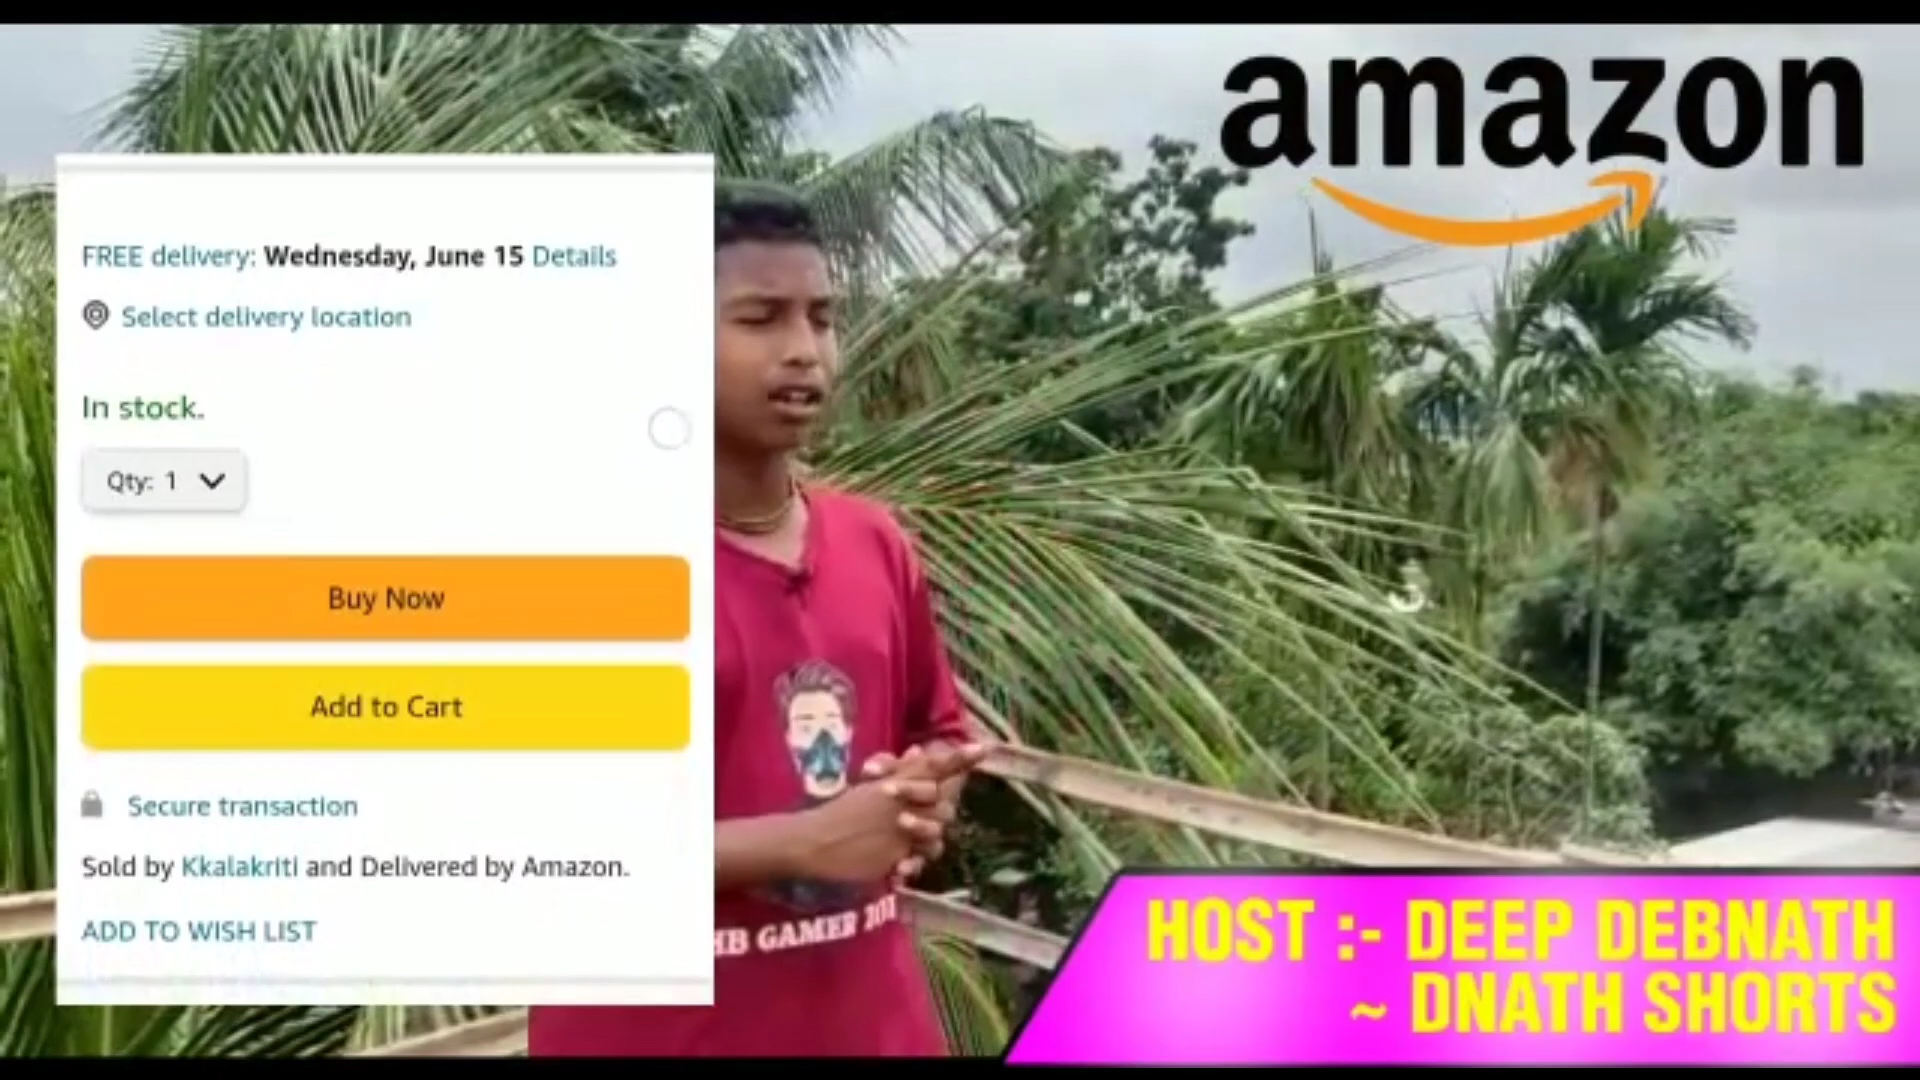 amazon
FREE delivery: Wednesday, June 15 Details
Select delivery location
In stock.
Qty: 1
Buy Now
Add to Cart
Secure transaction
Sold by Kkalakriti and Delivered by Amazon.
ADD TO WISH LIST
GAMER
HOST :- DEEP DEBNATH
~ DNATH SHORTS